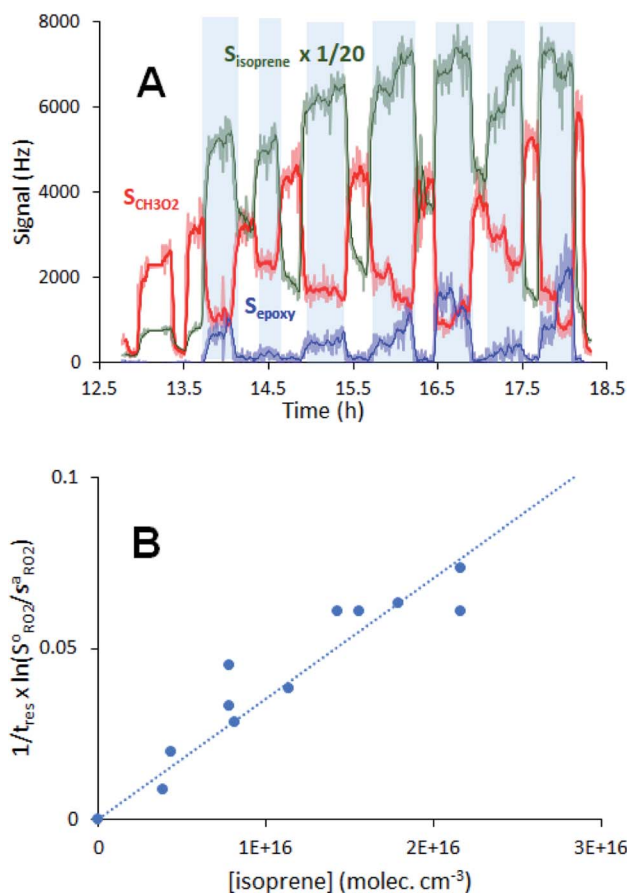 8000
6000
4000
2000
0
Signal (Hz)
A
S_isoprene x 1/20
S_CH3O2
S_epoxy
12.5 13.5 14.5 15.5 16.5 17.5 18.5
Time (h)
B
0.1
0.05
0
1/t_res x ln(S°_RO2/s^a_RO2)
0 1E+16 2E+16 3E+16
[isoprene] (molec. cm⁻³)